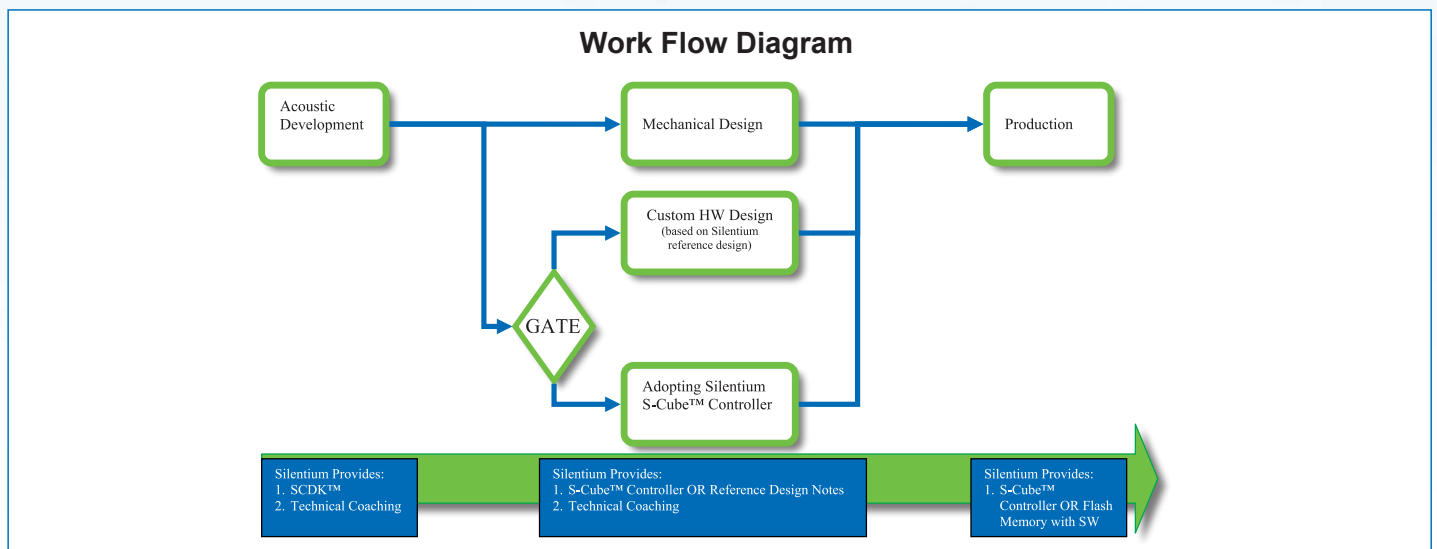 Work Flow Diagram
Acoustic
Development
Mechanical Design
Production
Custom HW Design
(based on Silentium
reference design)
GATE
Adopting Silentium
S-Cube™ Controller
Silentium Provides:
1. SCDK™
2. Technical Coaching
Silentium Provides:
1. S-Cube™ Controller OR Reference Design Notes
2. Technical Coaching
Silentium Provides:
1. S-Cube™
Controller OR Flash
Memory with SW